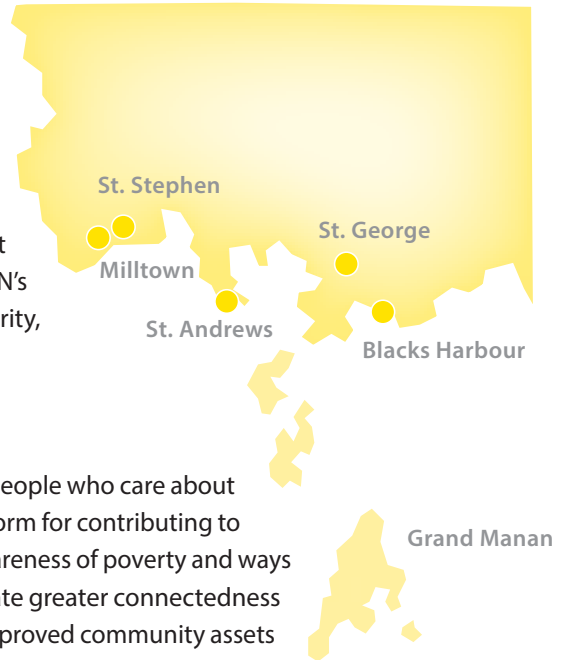 St. Stephen
St. George
Milltown
St. Andrews
Blacks Harbour
Grand Manan
t
N’s
rity,
eople who care about
orm for contributing to
areness of poverty and ways
ate greater connectedness
proved community assets